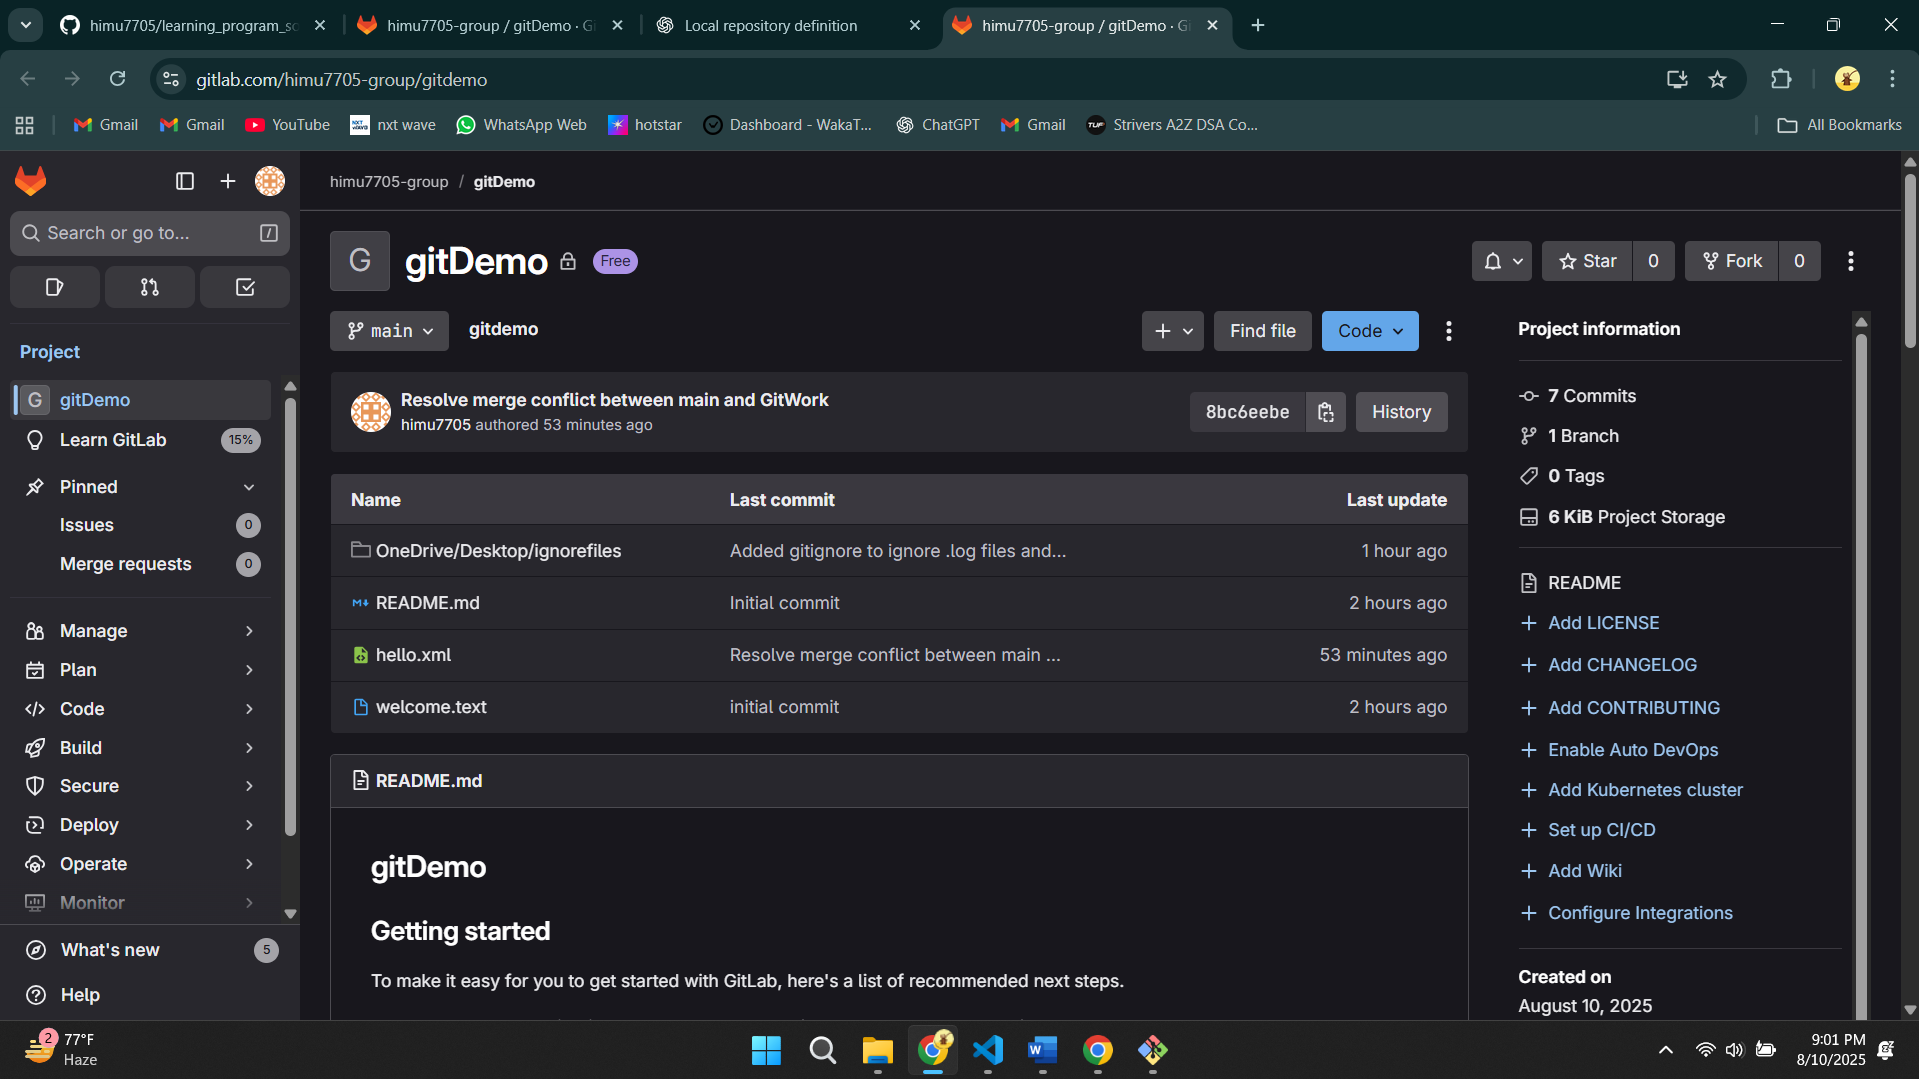 himu7705/learning_program_so
himu7705-group / gitDemo · Gi
Local repository definition
himu7705-group / gitDemo · Gi
gitlab.com/himu7705-group/gitdemo
Gmail
Gmail
YouTube
nxt wave
WhatsApp Web
hotstar
Dashboard - WakaT...
ChatGPT
Gmail
TUF
Strivers A2Z DSA Co...
All Bookmarks
himu7705-group / gitDemo
Search or go to...
/
G
gitDemo
Free
Star
0
Fork
0
Project
G
gitDemo
Learn GitLab
15%
Pinned
Issues
0
Merge requests
0
Manage
Plan
Code
Build
Secure
Deploy
Operate
Monitor
What's new
5
Help
main
gitdemo
Find file
Code
Resolve merge conflict between main and GitWork
himu7705 authored 53 minutes ago
8bc6eebe
History
Name Last commit Last update
OneDrive/Desktop/ignorefiles Added gitignore to ignore .log files and... 1 hour ago
README.md Initial commit 2 hours ago
hello.xml Resolve merge conflict between main ... 53 minutes ago
welcome.text initial commit 2 hours ago
README.md
gitDemo
Getting started
To make it easy for you to get started with GitLab, here's a list of recommended next steps.
Project information
7 Commits
1 Branch
0 Tags
6 KiB Project Storage
README
Add LICENSE
Add CHANGELOG
Add CONTRIBUTING
Enable Auto DevOps
Add Kubernetes cluster
Set up CI/CD
Add Wiki
Configure Integrations
Created on
August 10, 2025
2
77°F
Haze
9:01 PM
8/10/2025